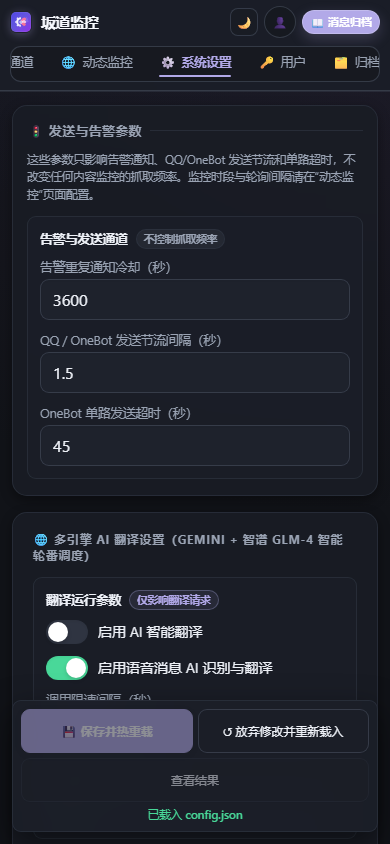 坂道监控
消息归档
通道
动态监控
系统设置
用户
归档
发送与告警参数
这些参数只影响告警通知、QQ/OneBot 发送节流和单路超时，不
改变任何内容监控的抓取频率。监控时段与轮询间隔请在“动态监
控”页面配置。
告警与发送通道 不控制抓取频率
告警重复通知冷却（秒）
3600
QQ / OneBot 发送节流间隔（秒）
1.5
OneBot 单路发送超时（秒）
45
多引擎 AI 翻译设置（GEMINI + 智谱 GLM-4 智能
轮番调度）
翻译运行参数 仅影响翻译请求
启用 AI 智能翻译
启用语音消息 AI 识别与翻译
调用限速间隔（秒）
保存并热重载
↺ 放弃修改并重新载入
查看结果
已载入 config.json